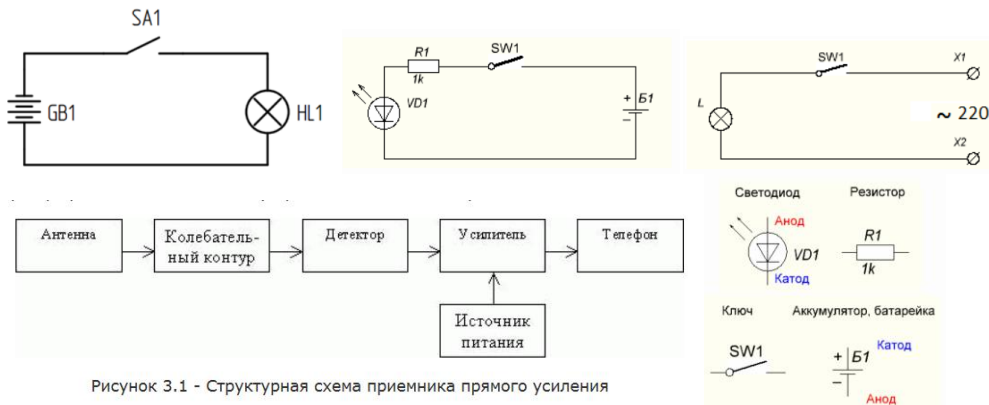 SA1
GB1
HL1
R1
1k
SW1
VD1
+ Б1
−
SW1
X1
L
~ 220
X2
Антенна
Колебатель-
ный контур
Детектор
Усилитель
Телефон
Источник
питания
Рисунок 3.1 - Структурная схема приемника прямого усиления
Светодиод
Резистор
Анод
VD1
Катод
R1
1k
Ключ
Аккумулятор, батарейка
SW1
+ Б1
Катод
−
Анод